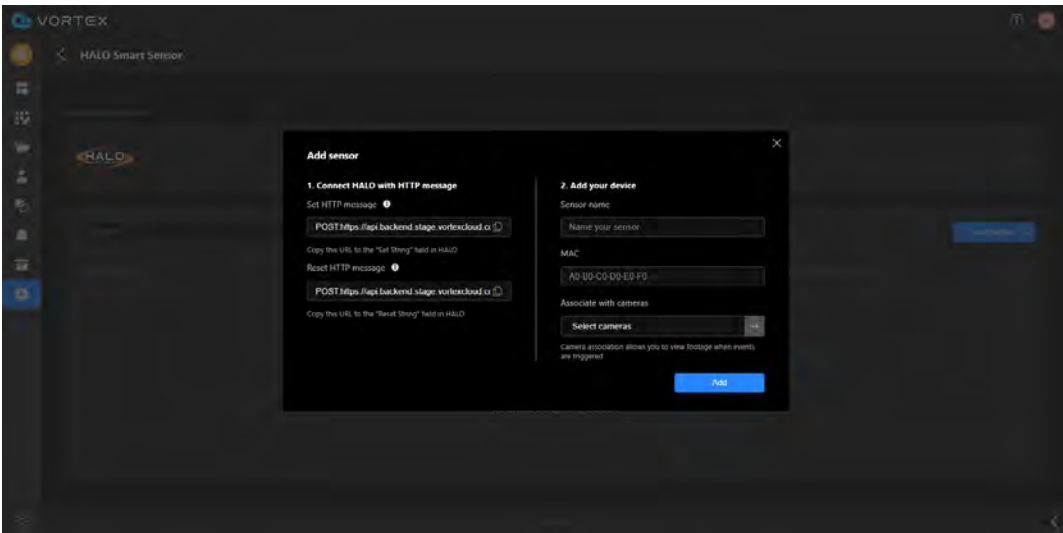 VORTEX
HALO Smart Sensor
HALO
Add sensor
1. Connect HALO with HTTP message
Set HTTP message
POST:https://api.backend.stage.vortexcloud.co
Copy this URL to the "Set String" field in HALO
Reset HTTP message
POST:https://api.backend.stage.vortexcloud.co
Copy this URL to the "Reset String" field in HALO
2. Add your device
Sensor name
Name your sensor
MAC
A0-B0-C0-D0-E0-F0
Associate with cameras
Select cameras
Camera association allows you to view footage when events
are triggered
Add